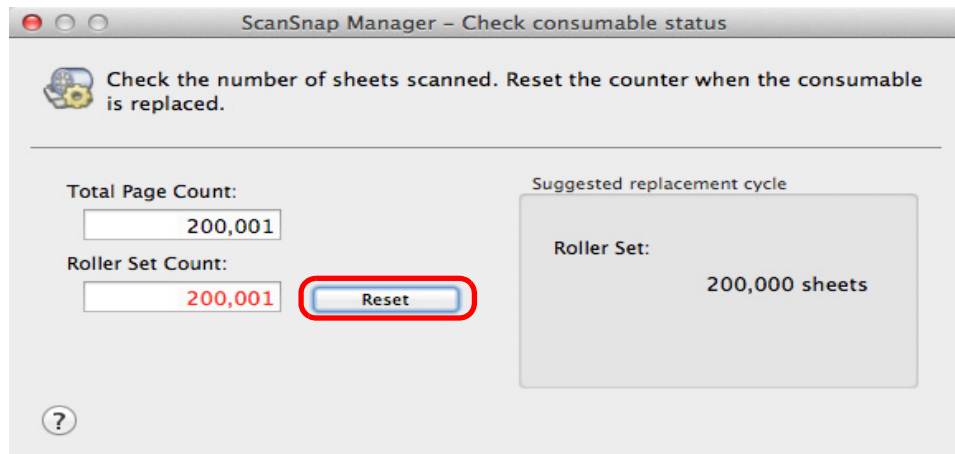 ScanSnap Manager – Check consumable status
Check the number of sheets scanned. Reset the counter when the consumable
is replaced.
Total Page Count:
200,001
Roller Set Count:
200,001
Reset
Suggested replacement cycle
Roller Set:
200,000 sheets
?